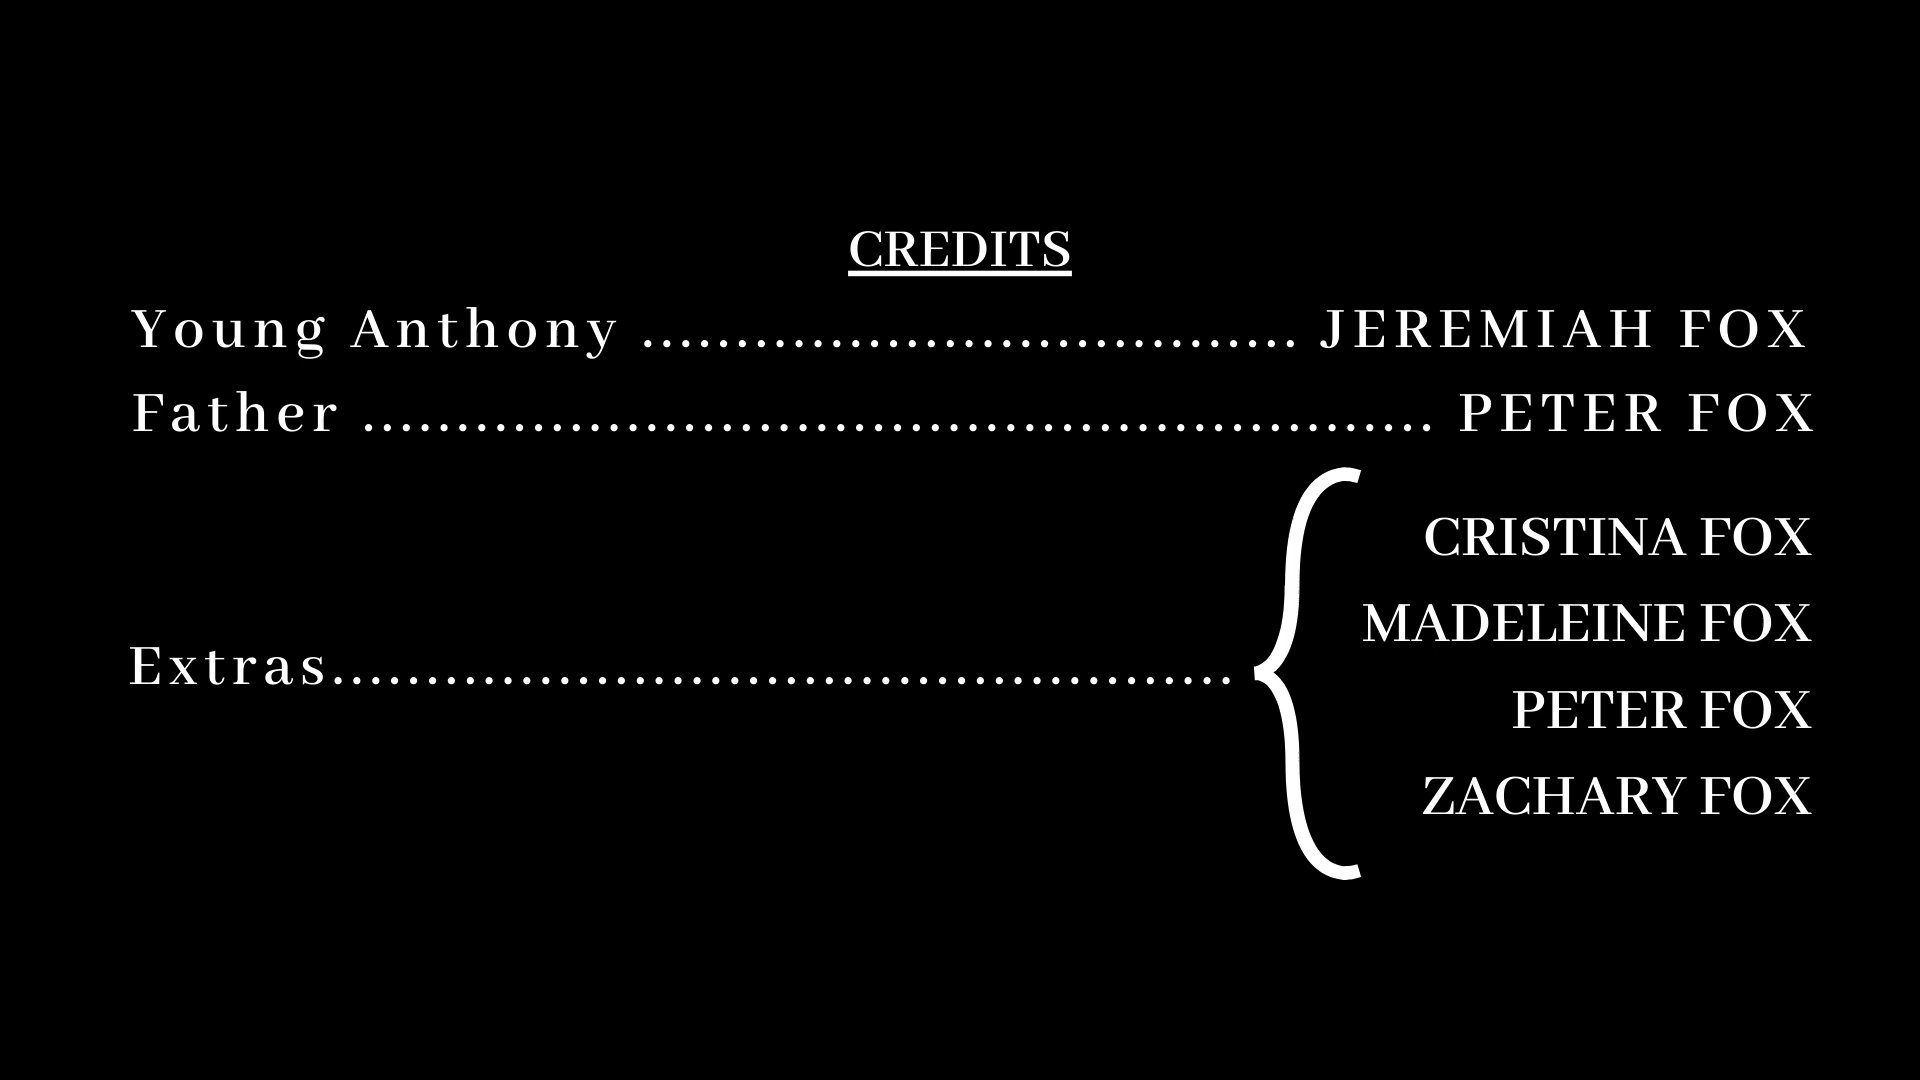 CREDITS
Young Anthony ................................... JEREMIAH FOX
Father ......................................................... PETER FOX
CRISTINA FOX
MADELEINE FOX
Extras................................................
PETER FOX
ZACHARY FOX